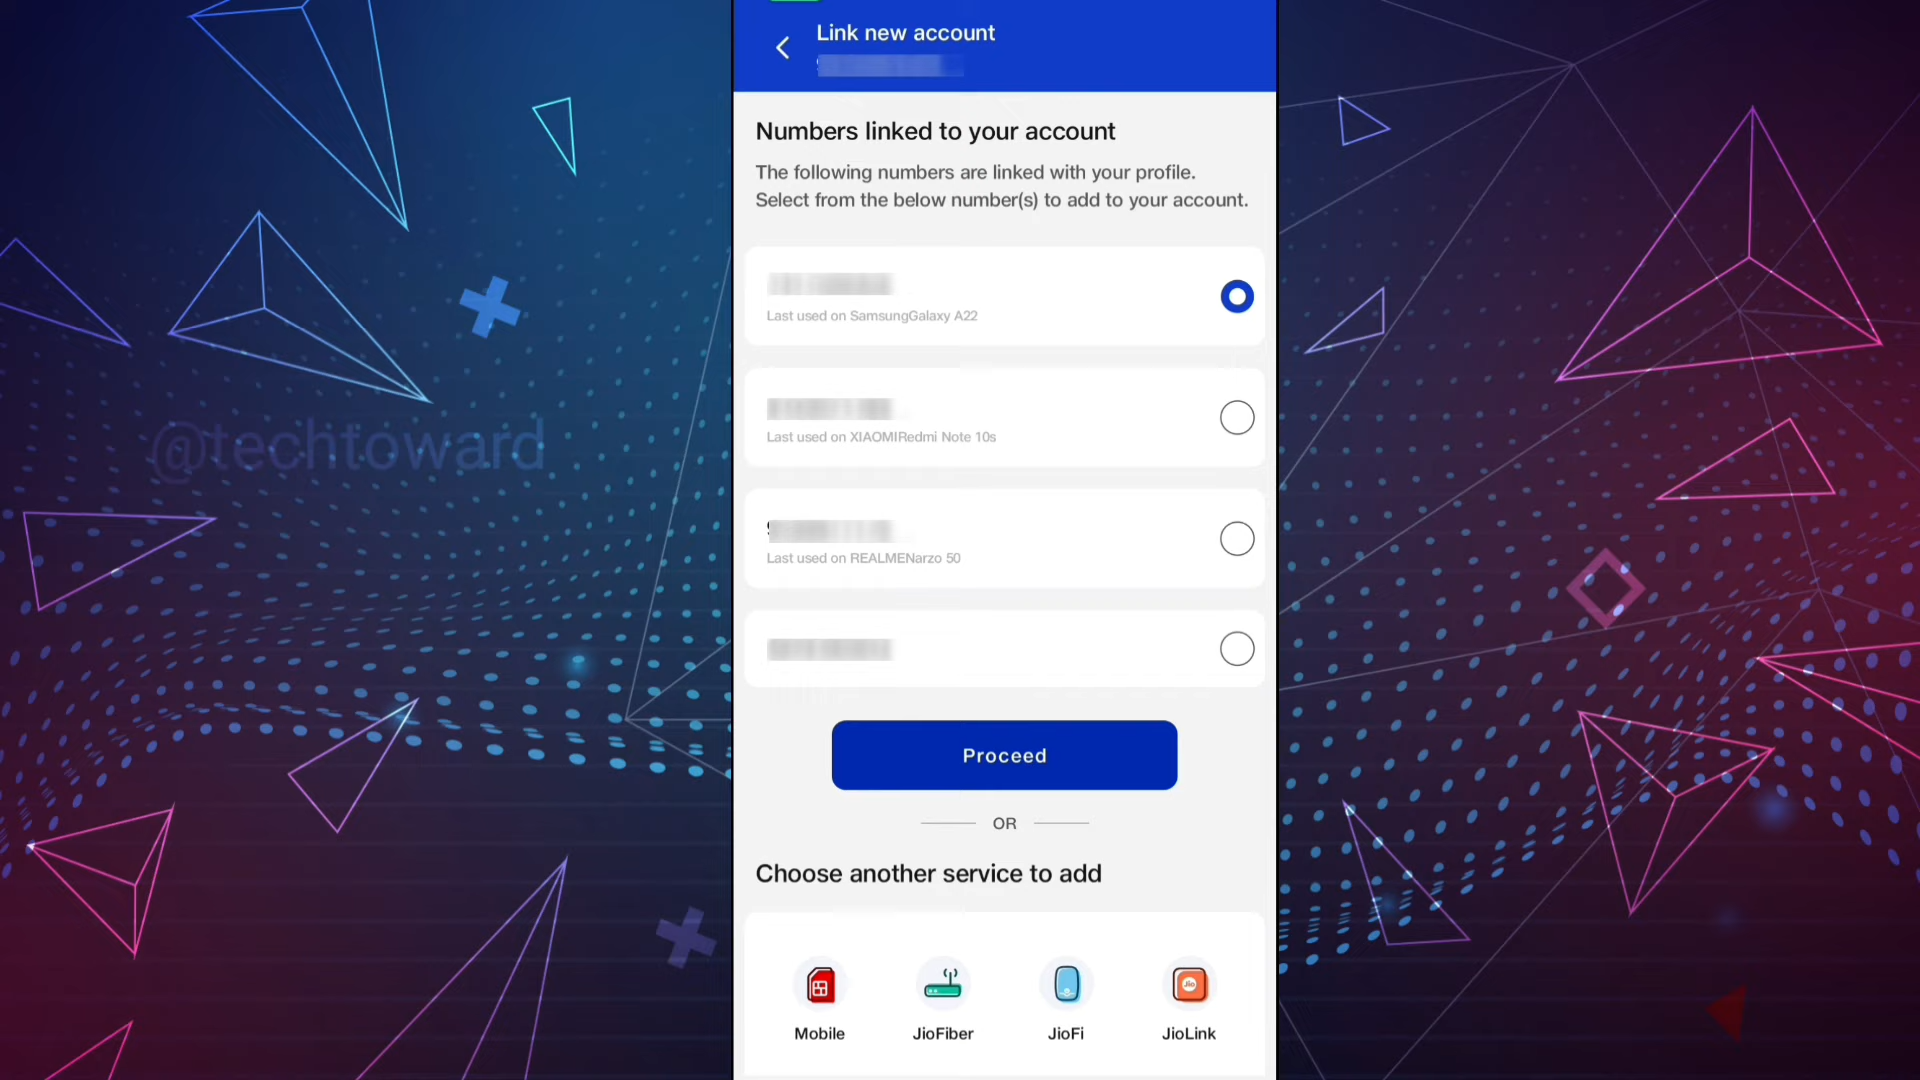 Link new account
Numbers linked to your account
The following numbers are linked with your profile.
Select from the below number(s) to add to your account.
Last used on SamsungGalaxy A22
@techtoward
Last used on XIAOMIRedmi Note 10s
Last used on REALMENarzo 50
Proceed
OR
Choose another service to add
Jio
Mobile
JioFiber
JioFi
JioLink